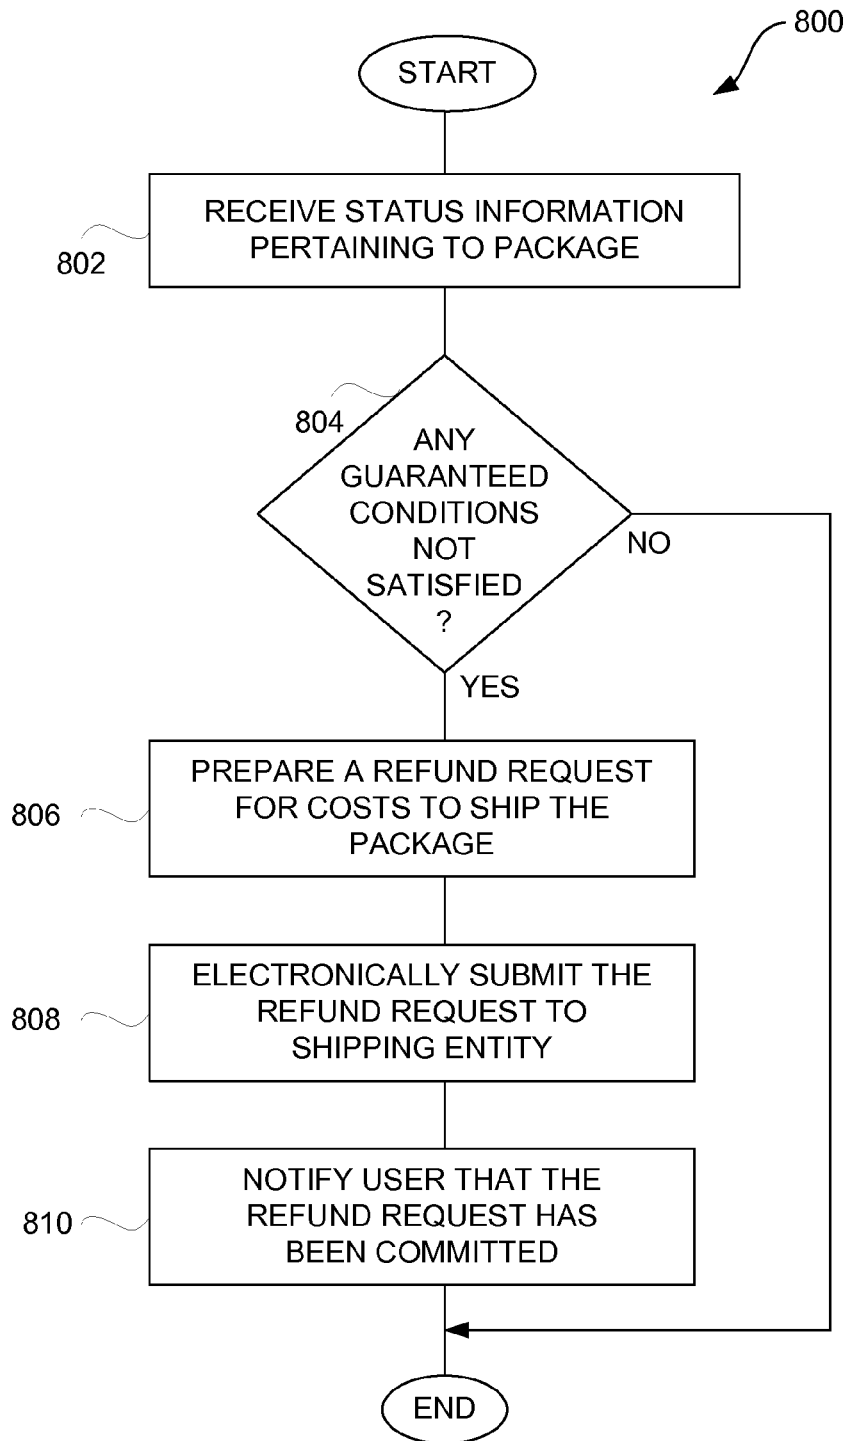 800
START
RECEIVE STATUS INFORMATION
PERTAINING TO PACKAGE
802
804
ANY
GUARANTEED
CONDITIONS
NOT
SATISFIED
?
NO
YES
PREPARE A REFUND REQUEST
FOR COSTS TO SHIP THE
PACKAGE
806
ELECTRONICALLY SUBMIT THE
REFUND REQUEST TO
SHIPPING ENTITY
808
NOTIFY USER THAT THE
REFUND REQUEST HAS
BEEN COMMITTED
810
END